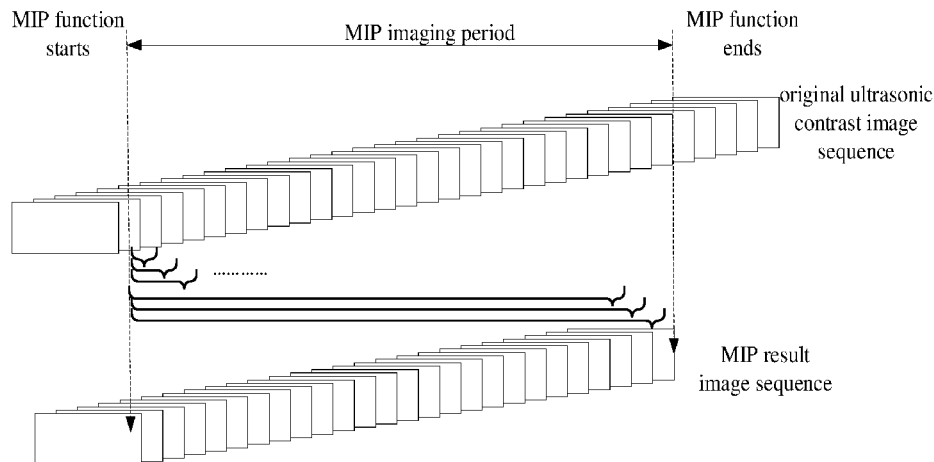 MIP function
starts
MIP imaging period
MIP function
ends
original ultrasonic
contrast image
sequence
…………
MIP result
image sequence